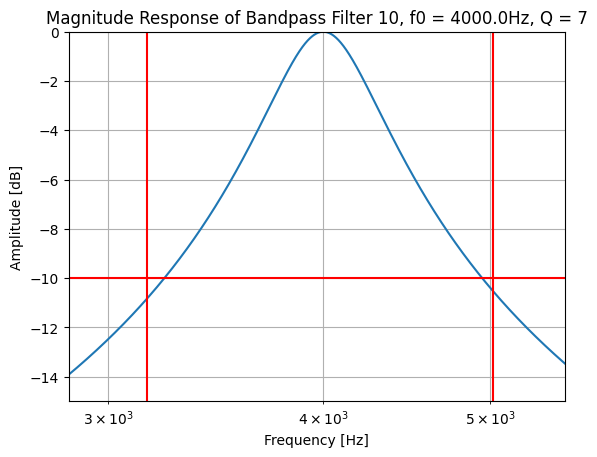 Magnitude Response of Bandpass Filter 10, f0 = 4000.0Hz, Q = 7
Amplitude [dB]
0
−2
−4
−6
−8
−10
−12
−14
3 × 10³
4 × 10³
5 × 10³
Frequency [Hz]